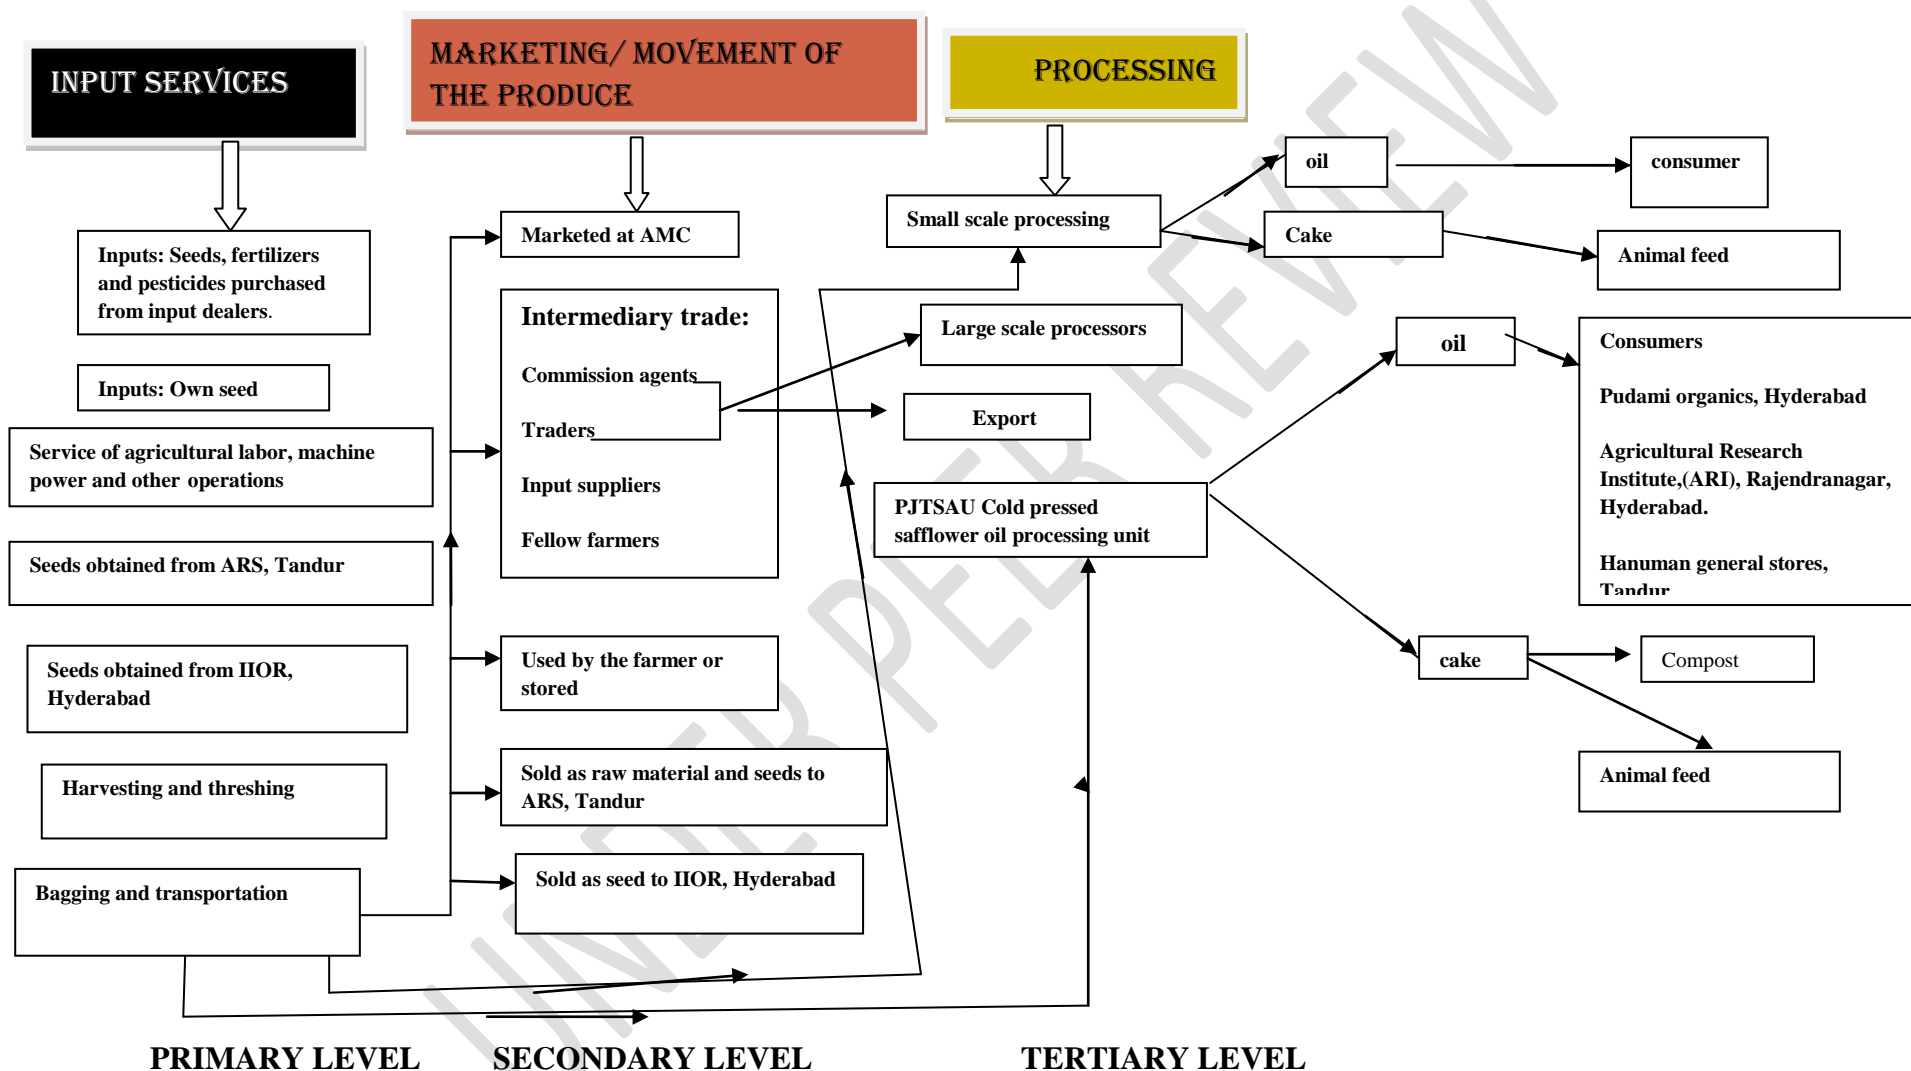 INPUT SERVICES
MARKETING/ MOVEMENT OF
THE PRODUCE
PROCESSING
Inputs: Seeds, fertilizers
and pesticides purchased
from input dealers.
Inputs: Own seed
Service of agricultural labor, machine
power and other operations
Seeds obtained from ARS, Tandur
Seeds obtained from IIOR,
Hyderabad
Harvesting and threshing
Bagging and transportation
Marketed at AMC
Intermediary trade:
Commission agents
Traders
Input suppliers
Fellow farmers
Used by the farmer or
stored
Sold as raw material and seeds to
ARS, Tandur
Sold as seed to IIOR, Hyderabad
Small scale processing
Large scale processors
Export
PJTSAU Cold pressed
safflower oil processing unit
oil
consumer
Cake
Animal feed
oil
Consumers
Pudami organics, Hyderabad
Agricultural Research
Institute,(ARI), Rajendranagar,
Hyderabad.
Hanuman general stores,
Tandur
cake
Compost
Animal feed
PRIMARY LEVEL
SECONDARY LEVEL
TERTIARY LEVEL
UNDER PEER REVIEW